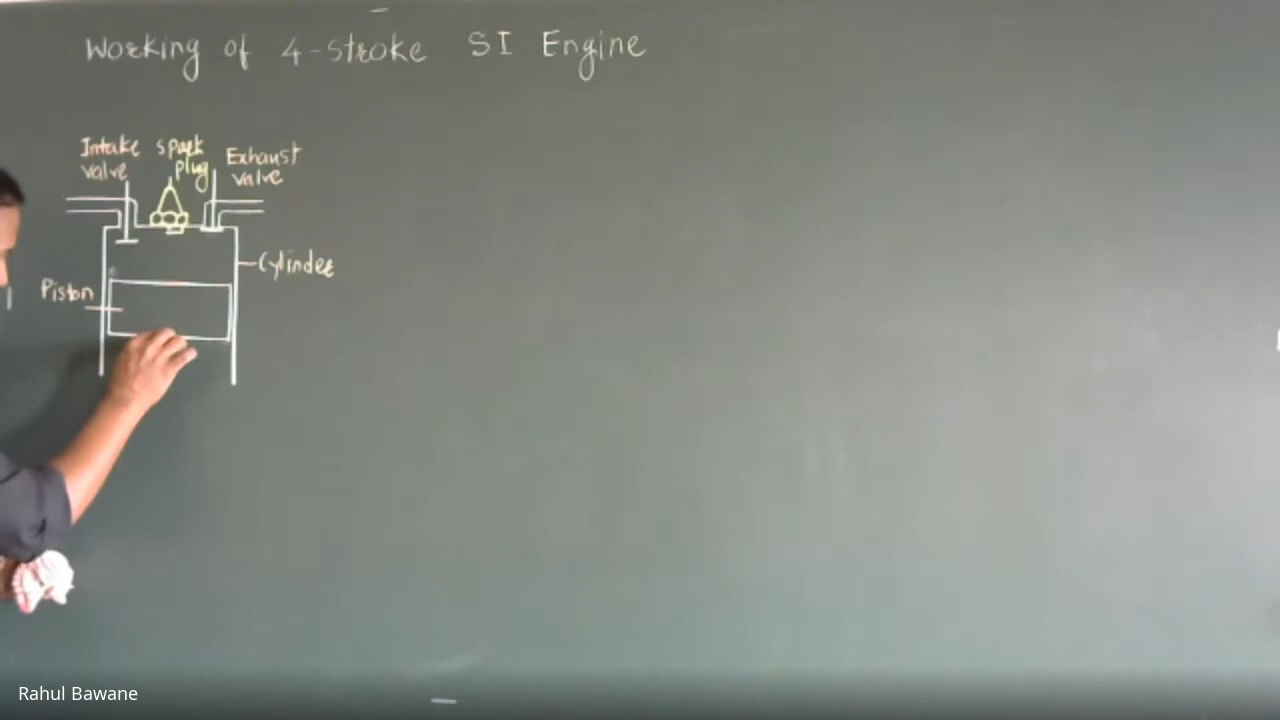 Working of 4-stroke SI Engine
Intake spark Exhaust
valve plug valve
Cylinder
Piston
Rahul Bawane